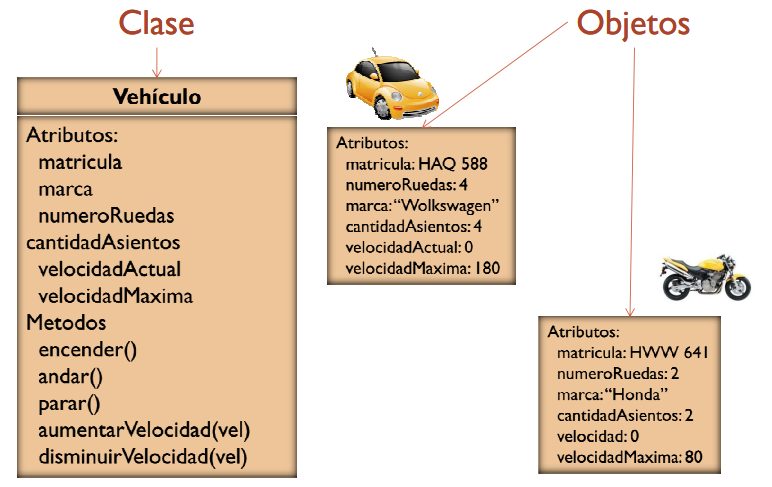 Clase
Objetos
Vehículo
Atributos:
matricula
marca
numeroRuedas
cantidadAsientos
velocidadActual
velocidadMaxima
Metodos
encender()
andar()
parar()
aumentarVelocidad(vel)
disminuirVelocidad(vel)
Atributos:
matricula: HAQ 588
numeroRuedas: 4
marca: “Wolkswagen”
cantidadAsientos: 4
velocidadActual: 0
velocidadMaxima: 180
Atributos:
matricula: HWW 641
numeroRuedas: 2
marca: “Honda”
cantidadAsientos: 2
velocidad: 0
velocidadMaxima: 80